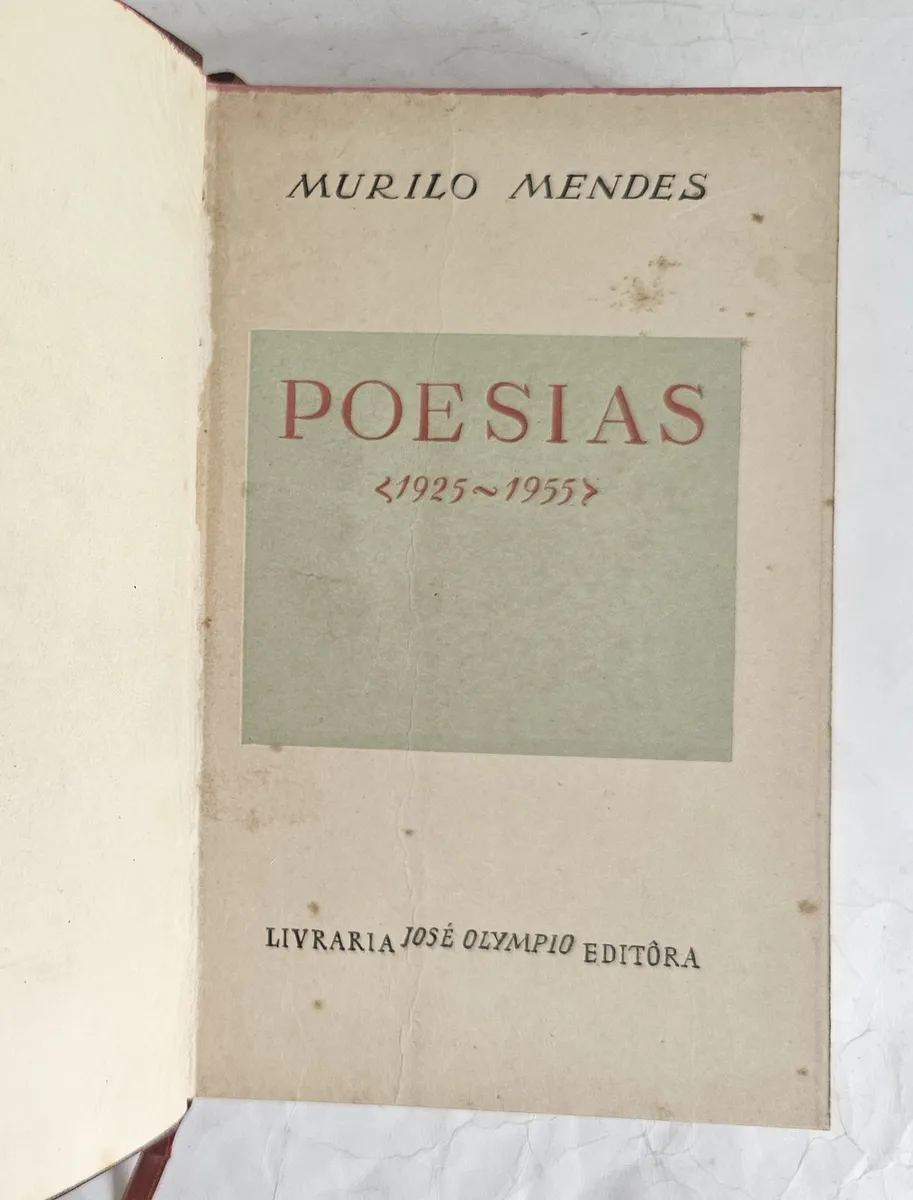 MURILO MENDES
POESIAS
<1925~1955>
LIVRARIA JOSÉ OLYMPIO EDITÔRA